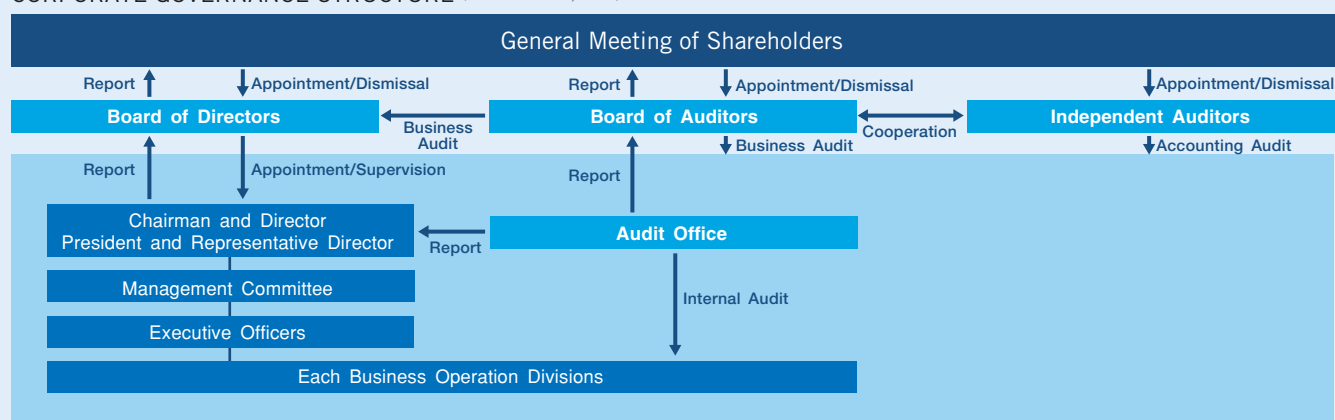 General Meeting of Shareholders
Report
Appointment/Dismissal
Report
Appointment/Dismissal
Appointment/Dismissal
Board of Directors
Business
Audit
Board of Auditors
Cooperation
Independent Auditors
Business Audit
Accounting Audit
Report
Appointment/Supervision
Report
Chairman and Director
President and Representative Director
Report
Audit Office
Management Committee
Internal Audit
Executive Officers
Each Business Operation Divisions